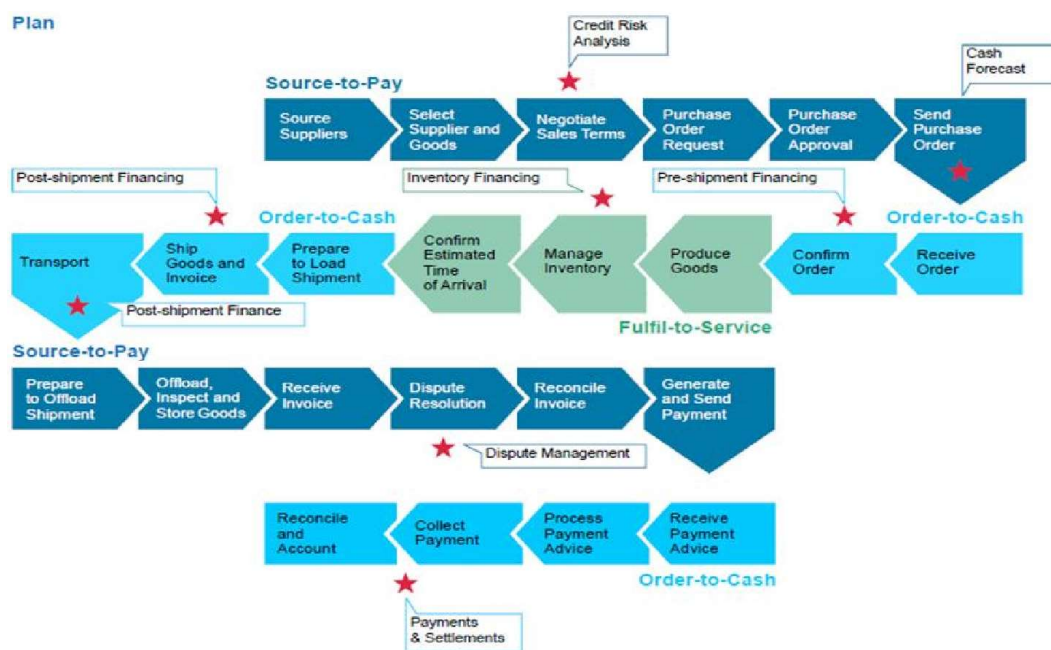 Plan
Credit Risk
Analysis
Cash
Forecast
Source-to-Pay
Source
Suppliers
Select
Supplier and
Goods
Negotiate
Sales Terms
Purchase
Order
Request
Purchase
Order
Approval
Send
Purchase
Order
Post-shipment Financing
Inventory Financing
Pre-shipment Financing
Order-to-Cash
Order-to-Cash
Transport
Ship
Goods and
Invoice
Prepare
to Load
Shipment
Confirm
Estimated
Time
of Arrival
Manage
Inventory
Produce
Goods
Confirm
Order
Receive
Order
Post-shipment Finance
Fulfil-to-Service
Source-to-Pay
Prepare
to Offload
Shipment
Offload,
Inspect and
Store Goods
Receive
Invoice
Dispute
Resolution
Reconcile
Invoice
Generate
and Send
Payment
Dispute Management
Reconcile
and
Account
Collect
Payment
Process
Payment
Advice
Receive
Payment
Advice
Order-to-Cash
Payments
& Settlements